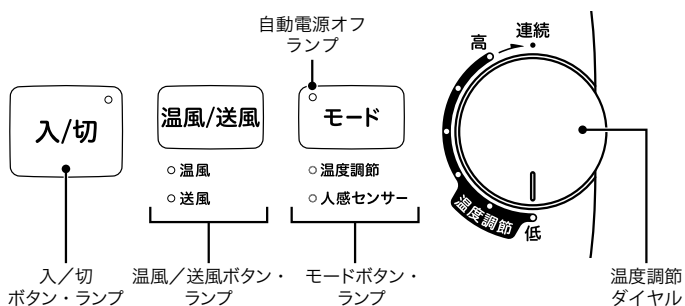 自動電源オフ
ランプ
連続
高
入/切
温風/送風
モード
温風
送風
温度調節
人感センサー
温度調節
低
入／切
ボタン・ランプ
温風／送風ボタン・
ランプ
モードボタン・
ランプ
温度調節
ダイヤル